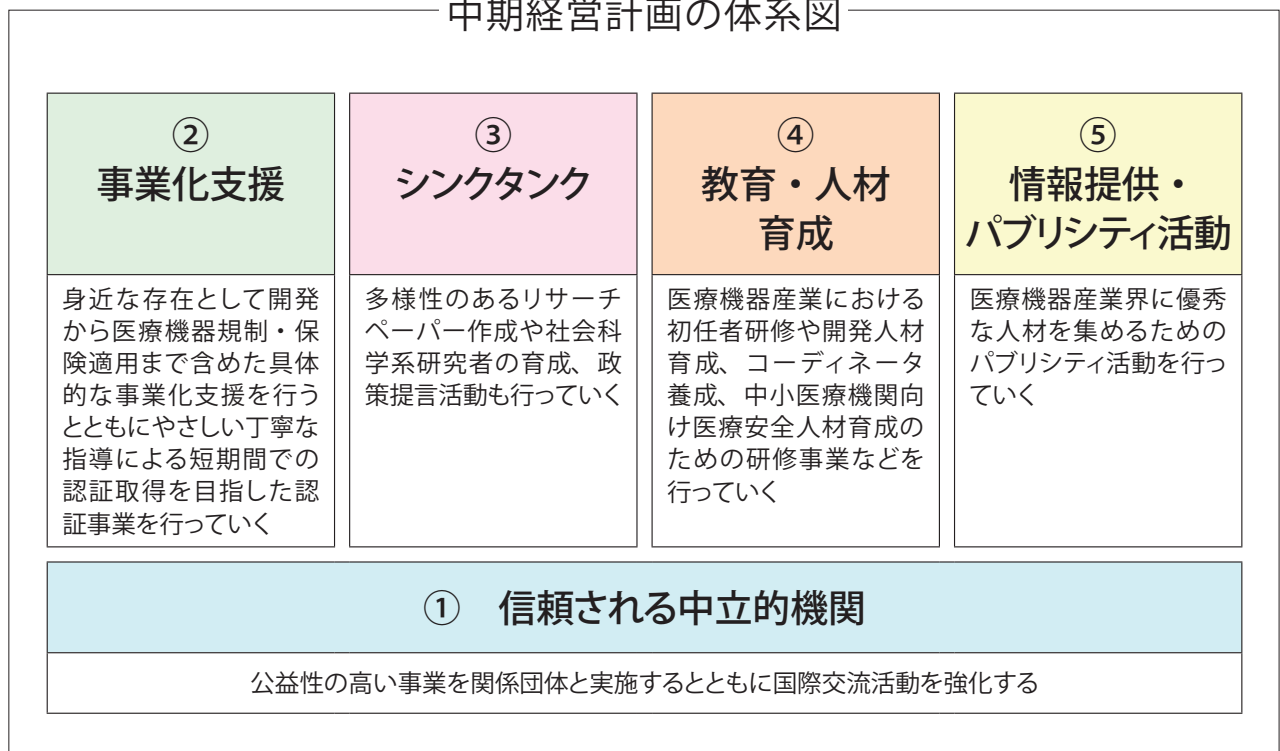 中期経営計画の体系図
②
事業化支援
身近な存在として開発
から医療機器規制・保
険適用まで含めた具体
的な事業化支援を行う
とともにやさしい丁寧な
指導による短期間での
認証取得を目指した認
証事業を行っていく
③
シンクタンク
多様性のあるリサーチ
ペーパー作成や社会科
学系研究者の育成、政
策提言活動も行っていく
④
教育・人材
育成
医療機器産業における
初任者研修や開発人材
育成、コーディネータ
養成、中小医療機関向
け医療安全人材育成の
ための研修事業などを
行っていく
⑤
情報提供・
パブリシティ活動
医療機器産業界に優秀
な人材を集めるための
パブリシティ活動を行っ
ていく
① 信頼される中立的機関
公益性の高い事業を関係団体と実施するとともに国際交流活動を強化する